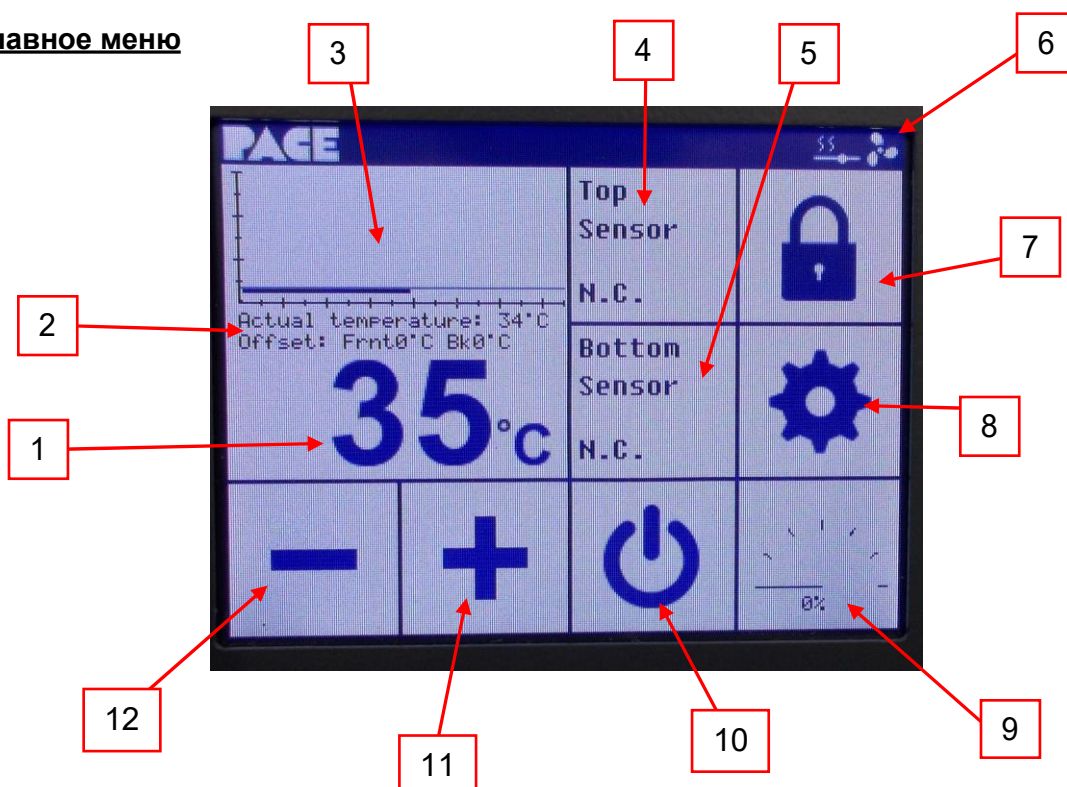 лавное меню
3
4
5
6
PACE
Top
Sensor
N.C.
7
2
Actual temperature: 34°C
Offset: Frnt0°C Bk0°C
Bottom
Sensor
N.C.
35°C
1
8
0%
12
11
10
9